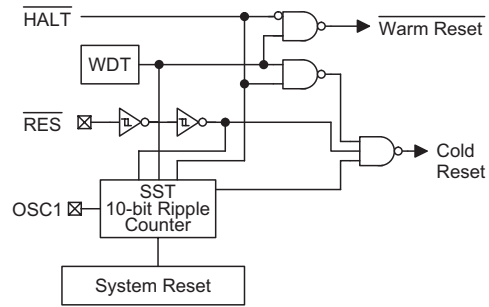 HALT
Warm Reset
WDT
RES
Cold
Reset
SST
10-bit Ripple
Counter
OSC1
System Reset